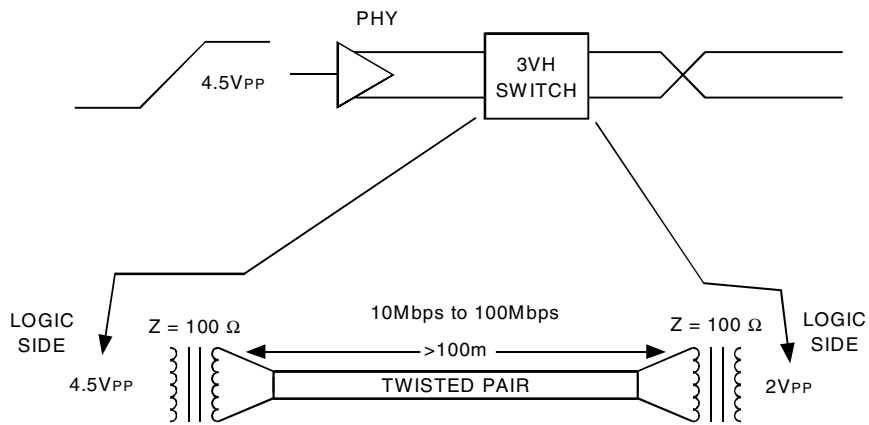 PHY
4.5VPP
3VH
SWITCH
10Mbps to 100Mbps
LOGIC
SIDE
Z = 100 Ω
Z = 100 Ω
LOGIC
SIDE
>100m
4.5VPP
TWISTED PAIR
2VPP